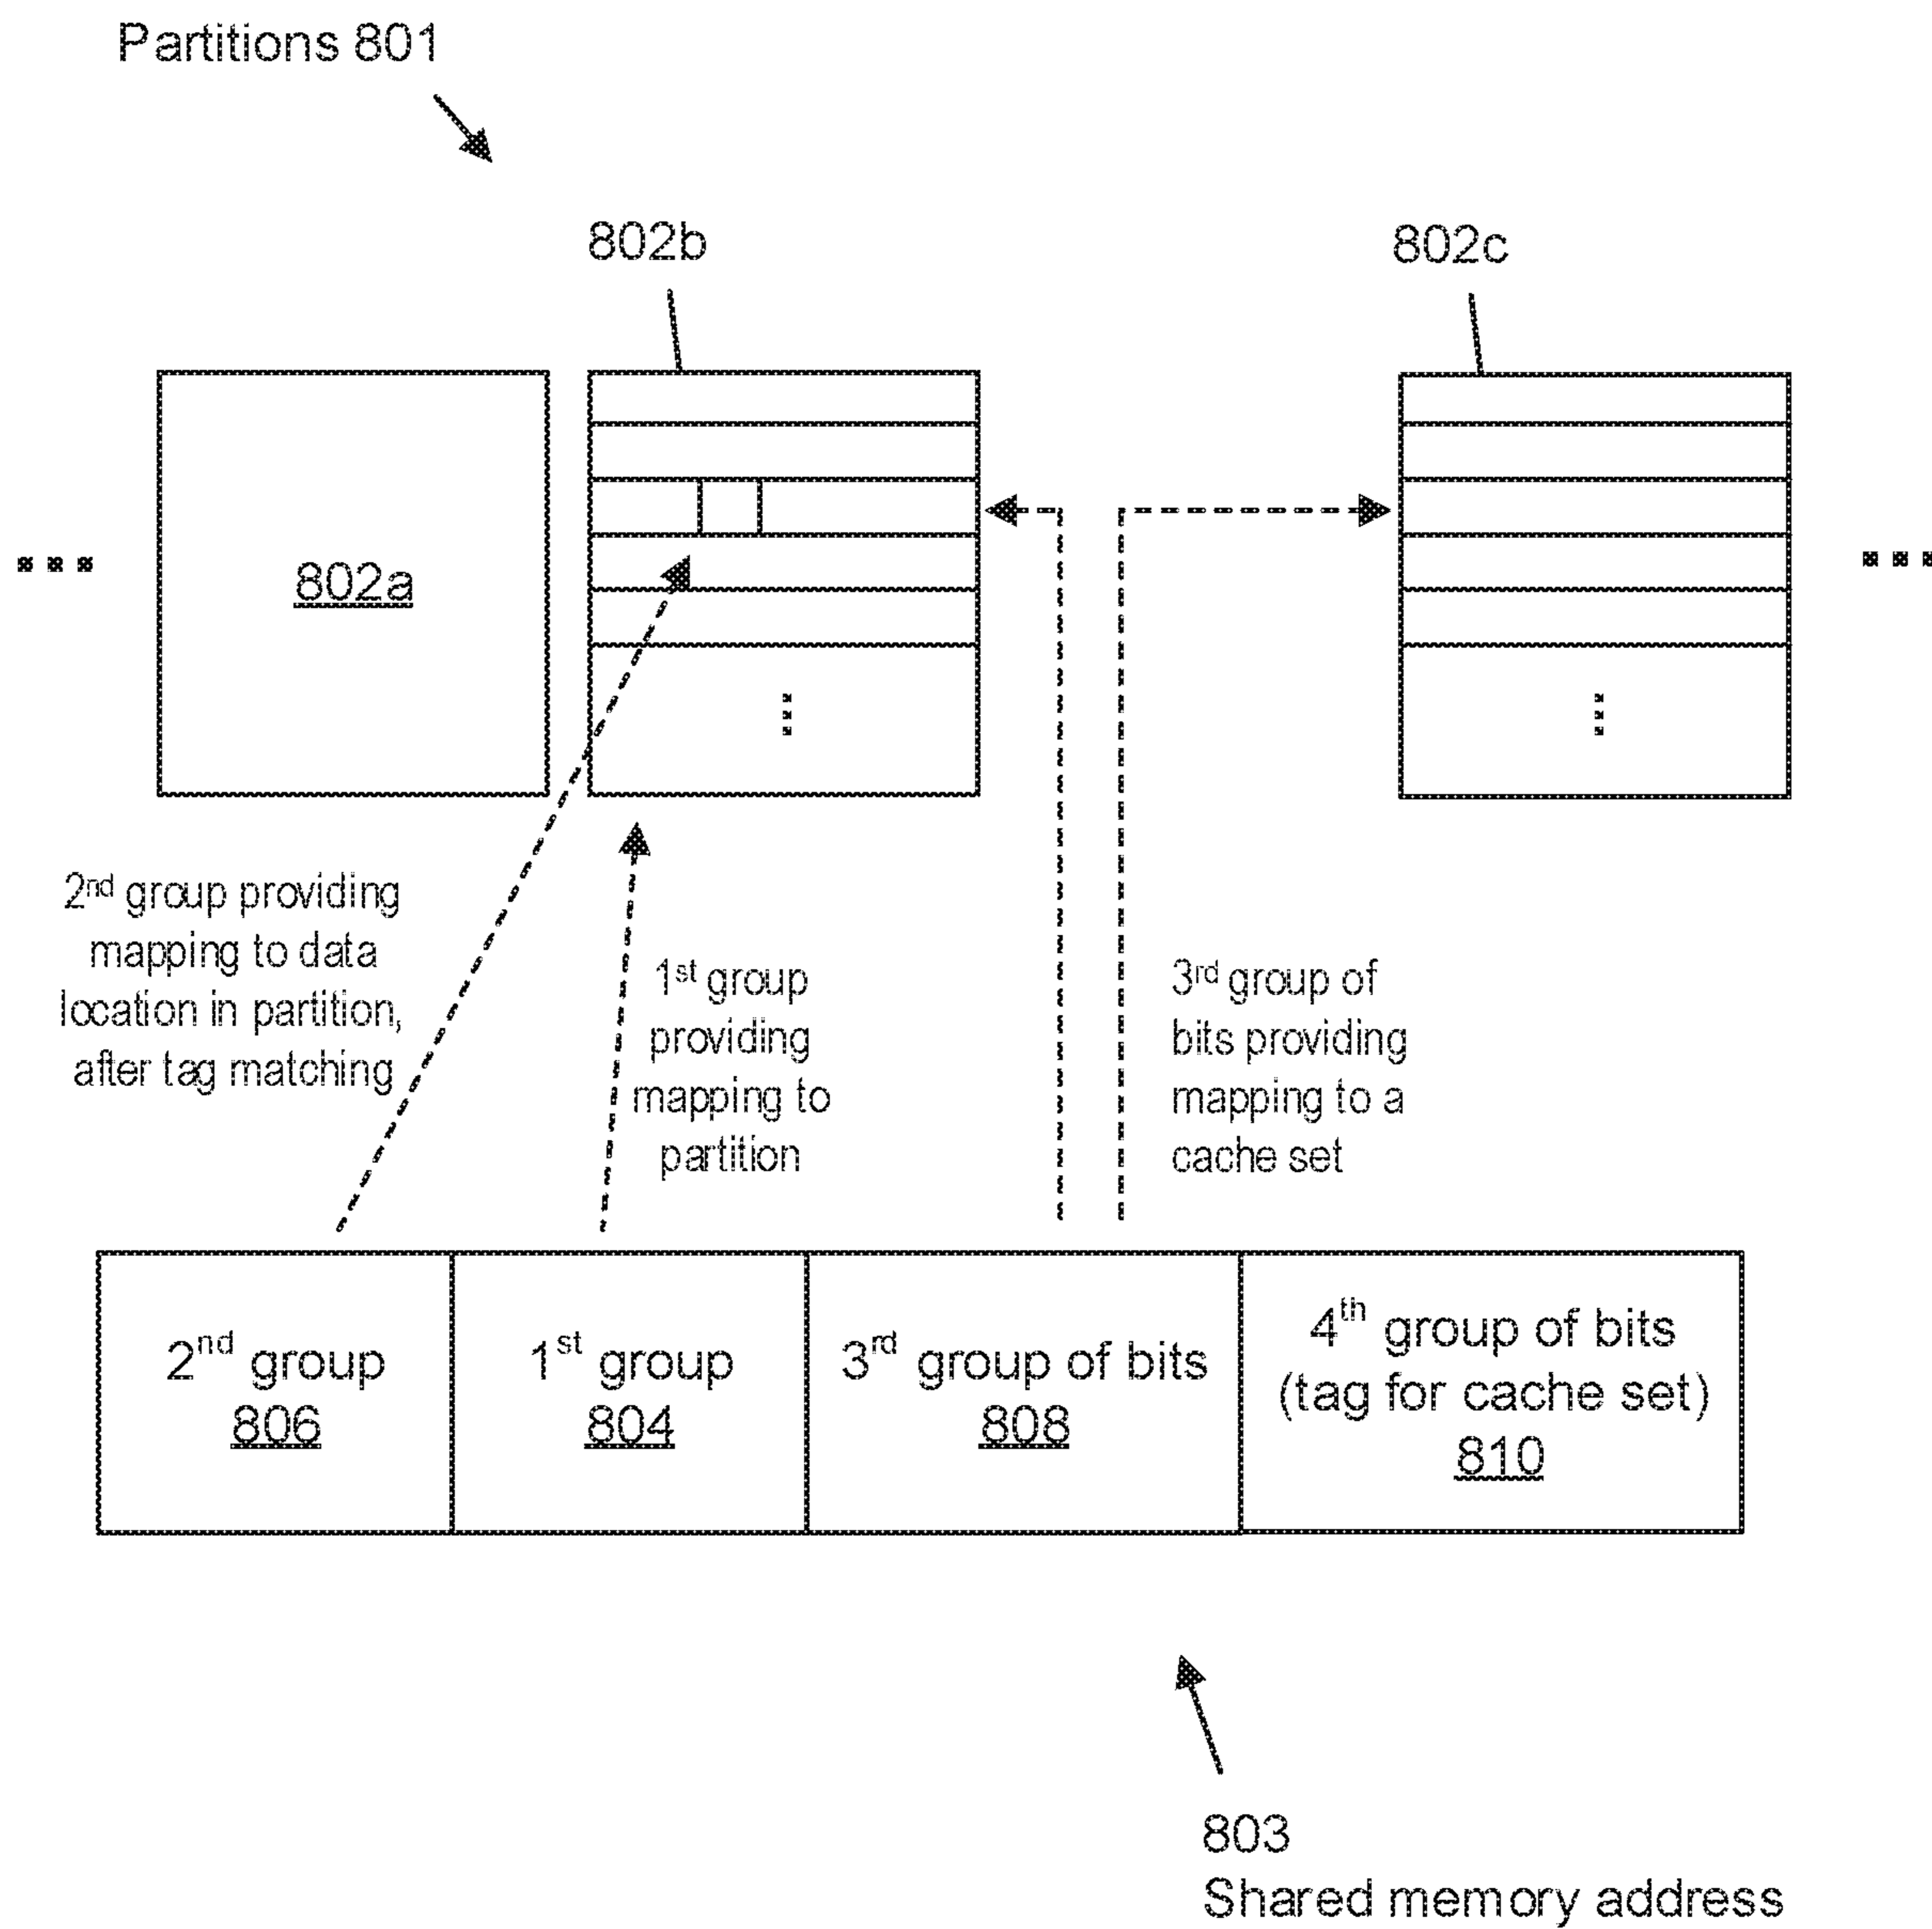 Partitions 801
802b
802c
802a
2nd group providing
mapping to data
location in partition,
after tag matching
1st group
providing
mapping to
partition
3rd group of
bits providing
mapping to a
cache set
2nd group
806
1st group
804
3rd group of bits
808
4th group of bits
(tag for cache set)
810
803
Shared memory address